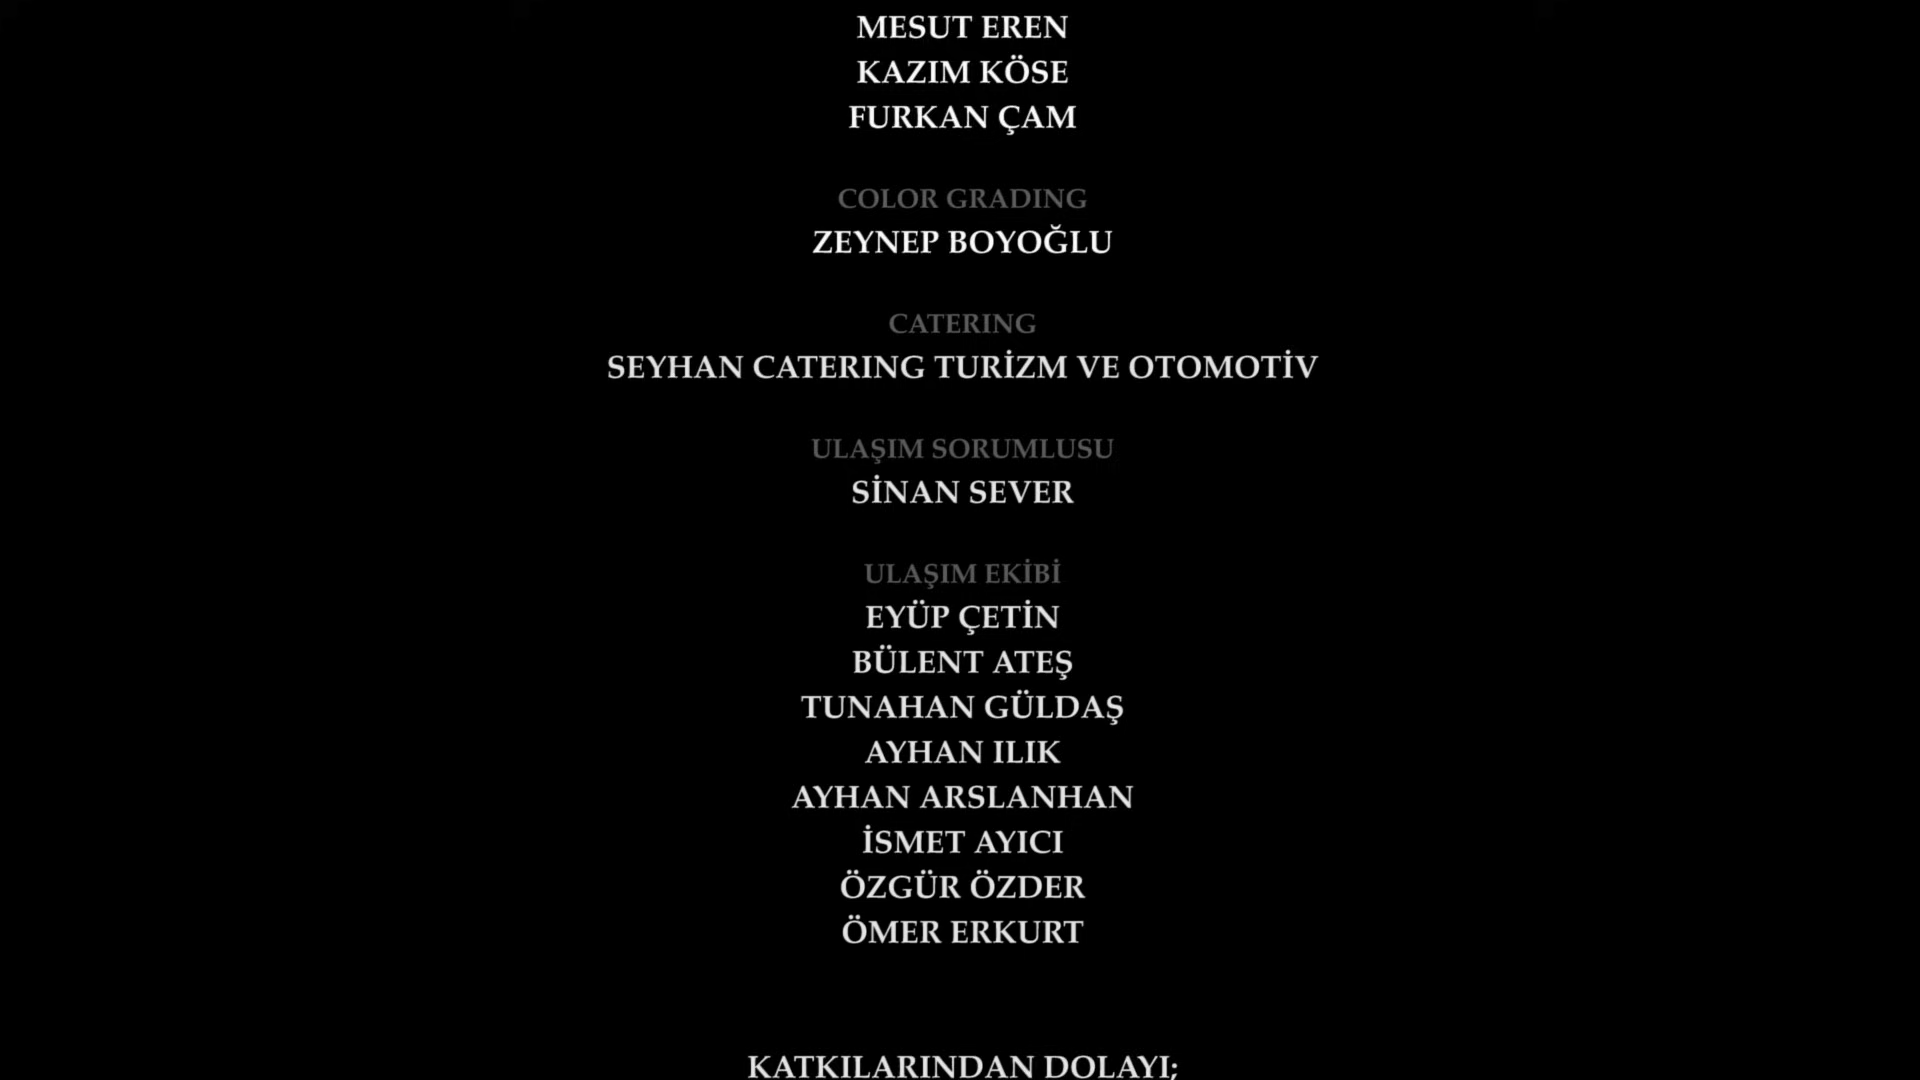 MESUT EREN
KAZIM KÖSE
FURKAN ÇAM
COLOR GRADING
ZEYNEP BOYOĞLU
CATERING
SEYHAN CATERING TURİZM VE OTOMOTİV
ULAŞIM SORUMLUSU
SİNAN SEVER
ULAŞIM EKİBİ
EYÜP ÇETİN
BÜLENT ATEŞ
TUNAHAN GÜLDAŞ
AYHAN ILIK
AYHAN ARSLANHAN
İSMET AYICI
ÖZGÜR ÖZDER
ÖMER ERKURT
KATKILARINDAN DOLAYI;